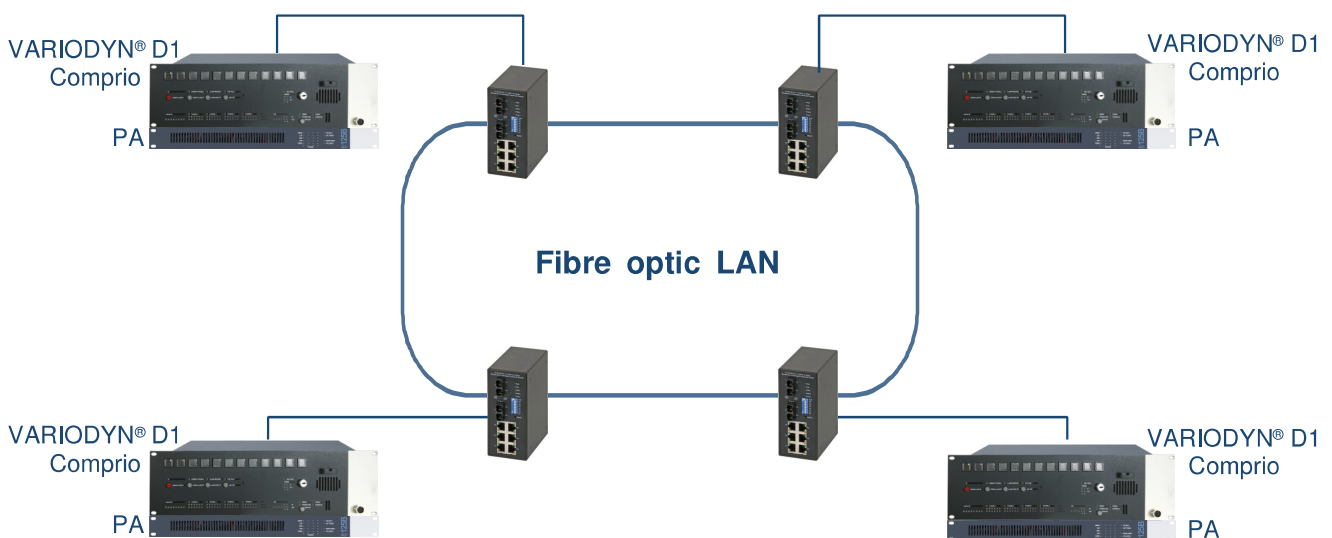 VARIODYN® D1
Comprio
PA
VARIODYN® D1
Comprio
PA
Fibre optic LAN
VARIODYN® D1
Comprio
PA
VARIODYN® D1
Comprio
PA